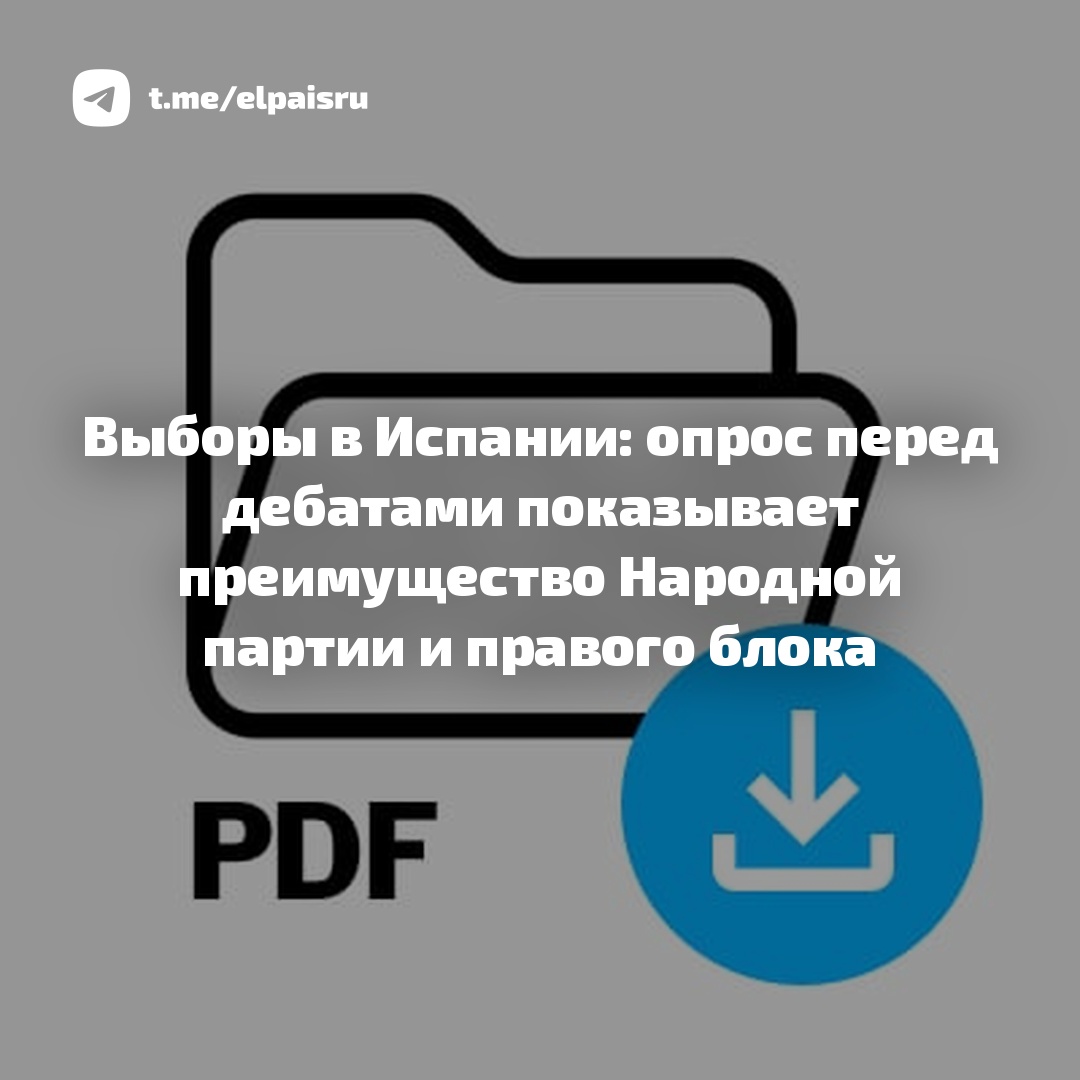 t.me/elpaisru
Выборы в Испании: опрос перед
дебатами показывает
преимущество Народной
партии и правого блока
PDF